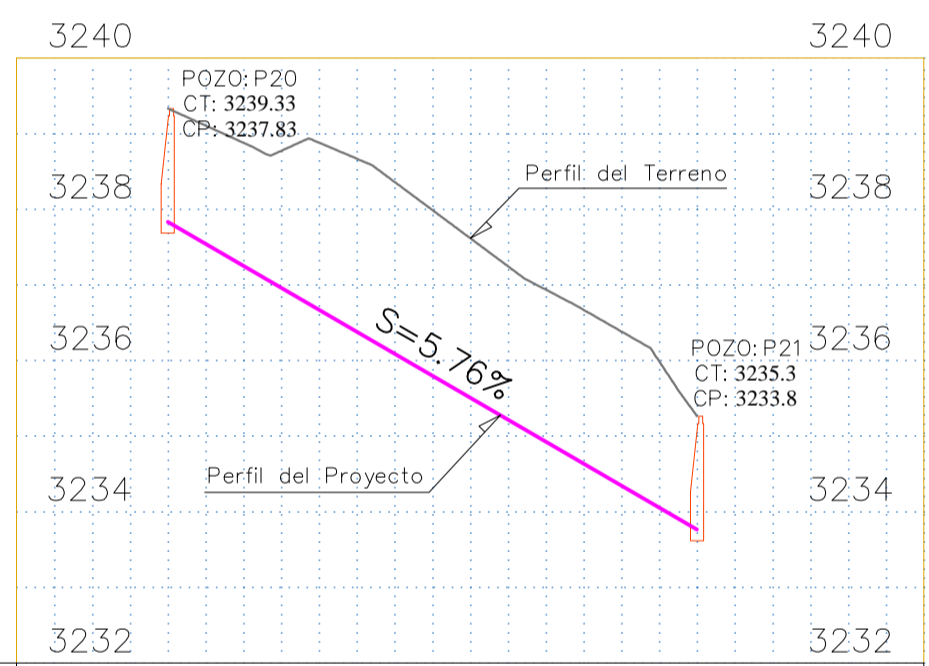 3240
3240
POZO: P20
CT: 3239.33
CP: 3237.83
Perfil del Terreno
3238
3238
S=5.76%
3236
3236
POZO: P21
CT: 3235.3
CP: 3233.8
Perfil del Proyecto
3234
3234
3232
3232